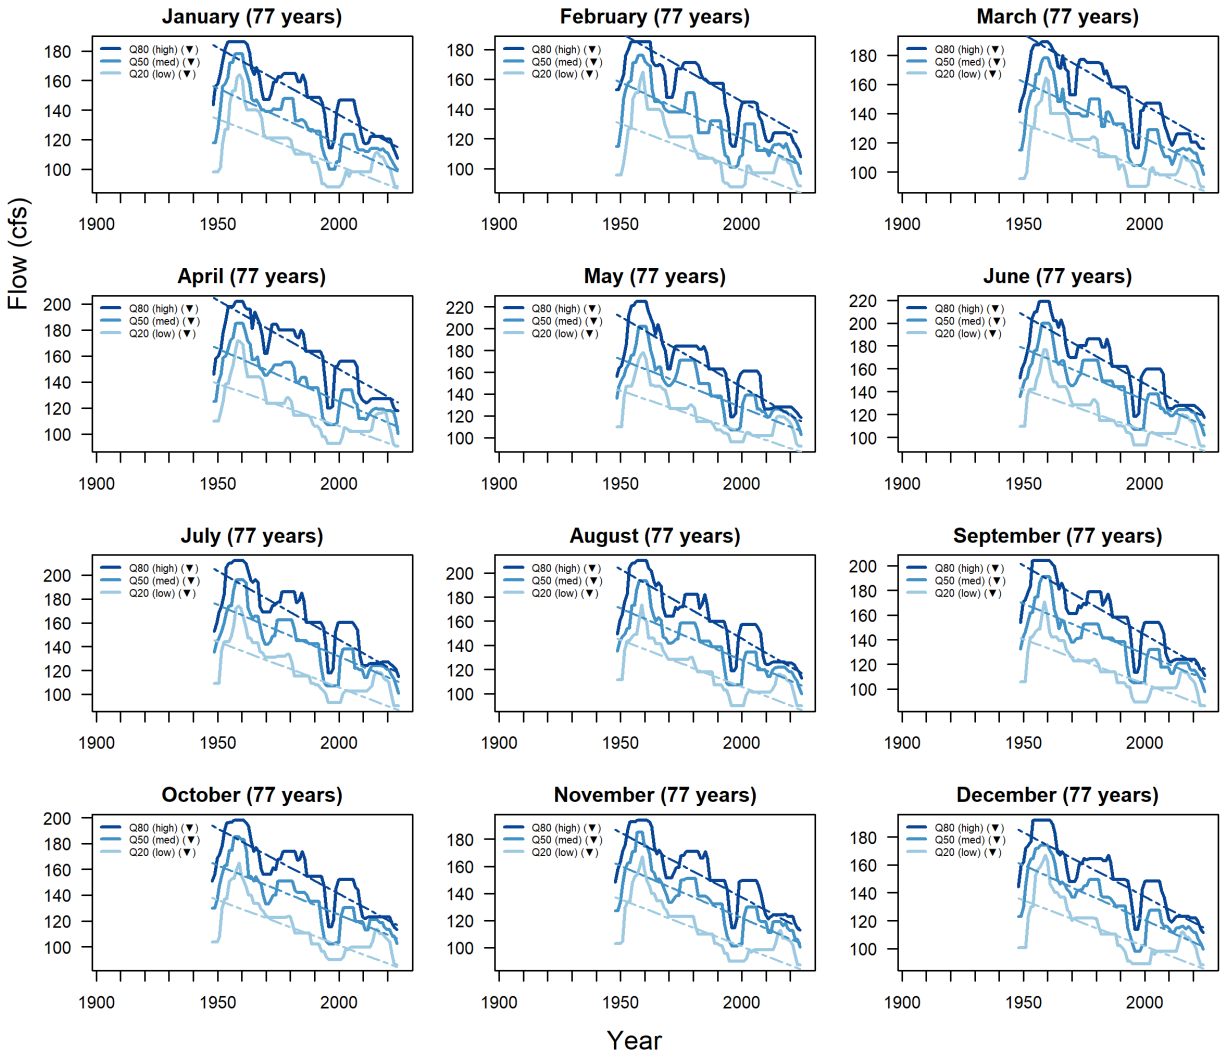 January (77 years)
February (77 years)
March (77 years)
Q80 (high) (▼)
Q50 (med) (▼)
Q20 (low) (▼)
180
160
140
120
100
1900
1950
2000
Q80 (high) (▼)
Q50 (med) (▼)
Q20 (low) (▼)
180
160
140
120
100
1900
1950
2000
Q80 (high) (▼)
Q50 (med) (▼)
Q20 (low) (▼)
180
160
140
120
100
1900
1950
2000
Flow (cfs)
April (77 years)
May (77 years)
June (77 years)
Q80 (high) (▼)
Q50 (med) (▼)
Q20 (low) (▼)
200
180
160
140
120
100
1900
1950
2000
Q80 (high) (▼)
Q50 (med) (▼)
Q20 (low) (▼)
220
200
180
160
140
120
100
1900
1950
2000
Q80 (high) (▼)
Q50 (med) (▼)
Q20 (low) (▼)
220
200
180
160
140
120
100
1900
1950
2000
July (77 years)
August (77 years)
September (77 years)
Q80 (high) (▼)
Q50 (med) (▼)
Q20 (low) (▼)
200
180
160
140
120
100
1900
1950
2000
Q80 (high) (▼)
Q50 (med) (▼)
Q20 (low) (▼)
200
180
160
140
120
100
1900
1950
2000
Q80 (high) (▼)
Q50 (med) (▼)
Q20 (low) (▼)
200
180
160
140
120
100
1900
1950
2000
October (77 years)
November (77 years)
December (77 years)
Q80 (high) (▼)
Q50 (med) (▼)
Q20 (low) (▼)
200
180
160
140
120
100
1900
1950
2000
Q80 (high) (▼)
Q50 (med) (▼)
Q20 (low) (▼)
180
160
140
120
100
1900
1950
2000
Q80 (high) (▼)
Q50 (med) (▼)
Q20 (low) (▼)
180
160
140
120
100
1900
1950
2000
Year